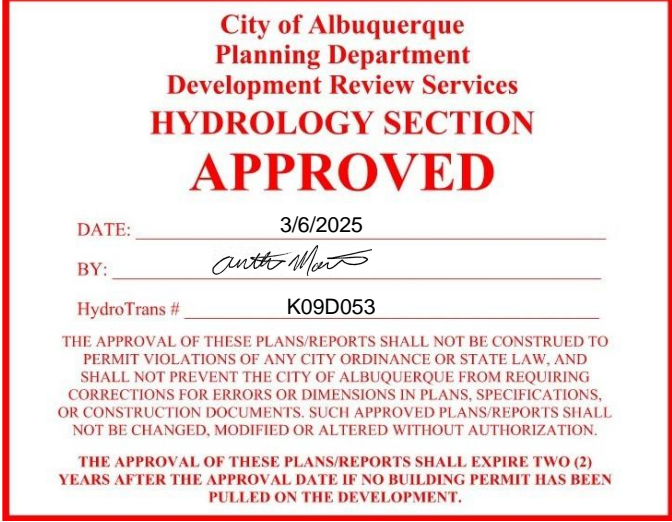 City of Albuquerque
Planning Department
Development Review Services
HYDROLOGY SECTION
APPROVED
DATE: 3/6/2025
BY:
HydroTrans # K09D053
THE APPROVAL OF THESE PLANS/REPORTS SHALL NOT BE CONSTRUED TO
PERMIT VIOLATIONS OF ANY CITY ORDINANCE OR STATE LAW, AND
SHALL NOT PREVENT THE CITY OF ALBUQUERQUE FROM REQUIRING
CORRECTIONS FOR ERRORS OR DIMENSIONS IN PLANS, SPECIFICATIONS,
OR CONSTRUCTION DOCUMENTS. SUCH APPROVED PLANS/REPORTS SHALL
NOT BE CHANGED, MODIFIED OR ALTERED WITHOUT AUTHORIZATION.
THE APPROVAL OF THESE PLANS/REPORTS SHALL EXPIRE TWO (2)
YEARS AFTER THE APPROVAL DATE IF NO BUILDING PERMIT HAS BEEN
PULLED ON THE DEVELOPMENT.